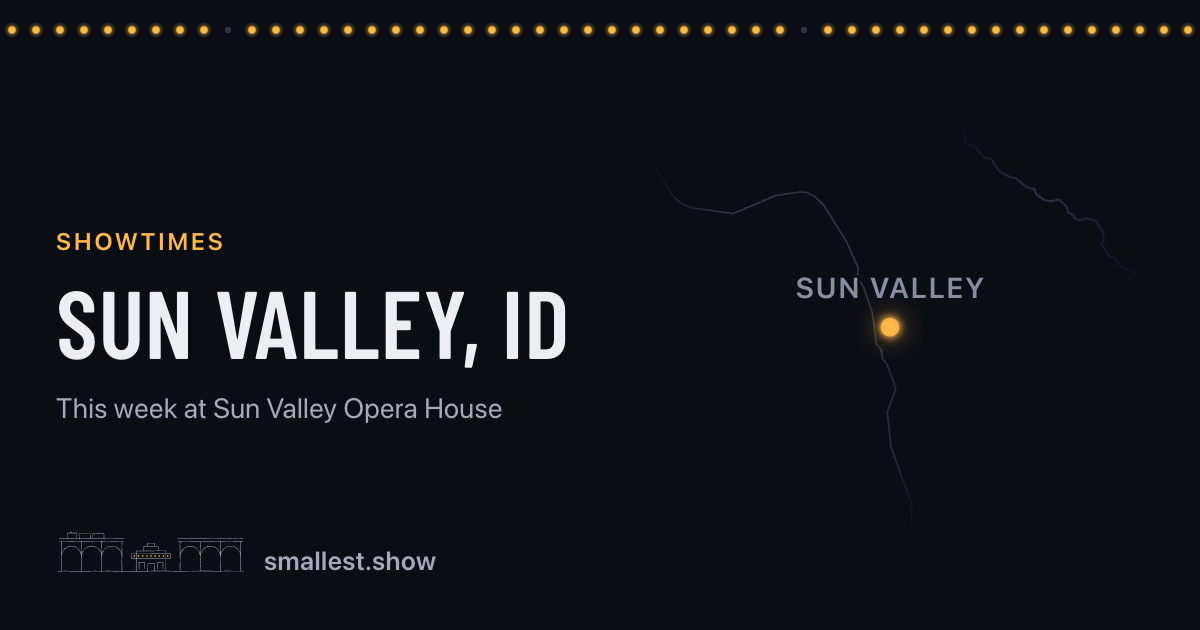 SHOWTIMES
SUN VALLEY, ID
This week at Sun Valley Opera House
SUN VALLEY
smallest.show